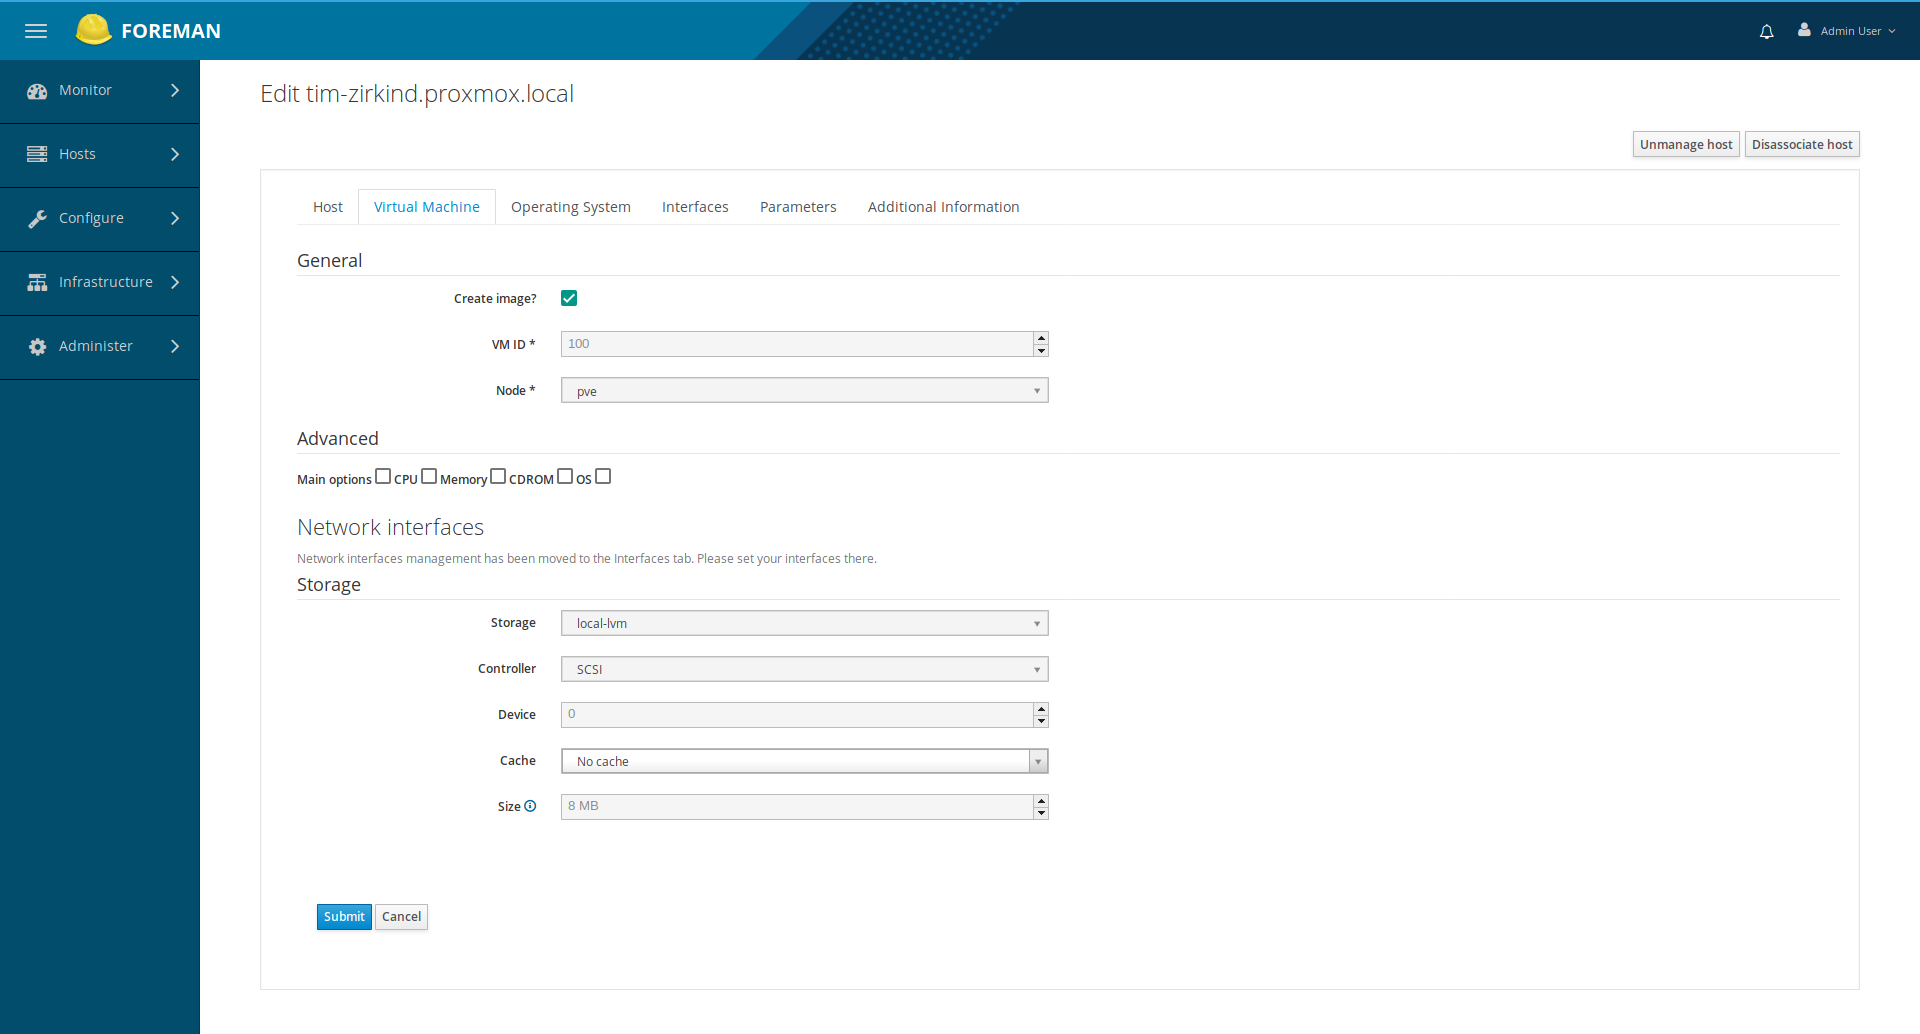 FOREMAN
Admin User
Monitor
Hosts
Configure
Infrastructure
Administer
Edit tim-zirkind.proxmox.local
Unmanage host Disassociate host
Host Virtual Machine Operating System Interfaces Parameters Additional Information
General
Create image?
VM ID * 100
Node * pve
Advanced
Main options CPU Memory CDROM OS
Network interfaces
Network interfaces management has been moved to the Interfaces tab. Please set your interfaces there.
Storage
Storage local-lvm
Controller SCSI
Device 0
Cache No cache
Size 8 MB
Submit Cancel